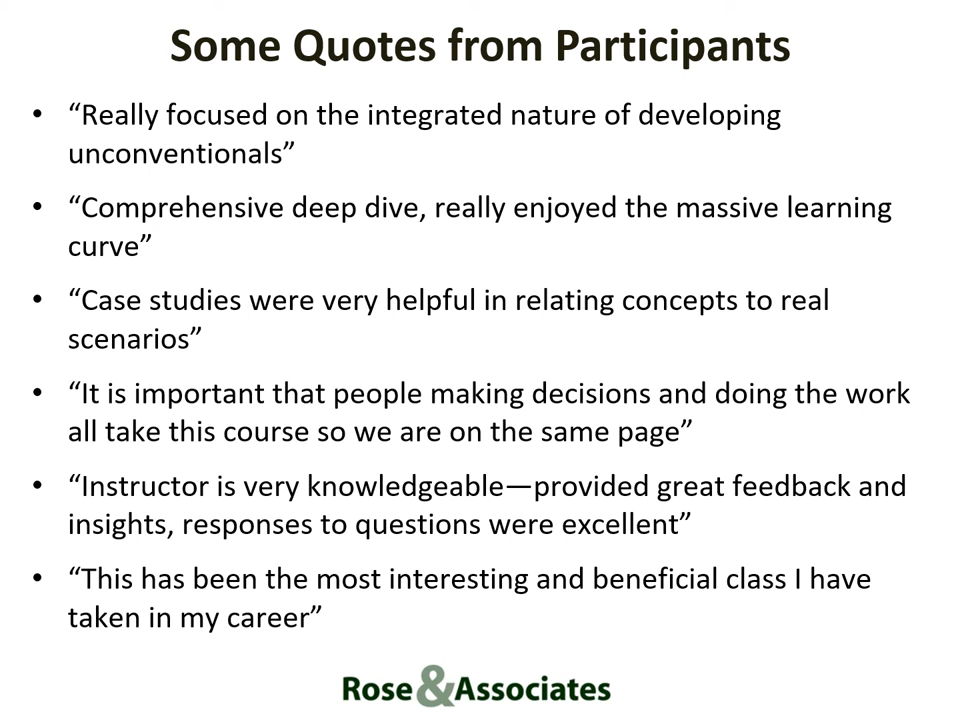 Some Quotes from Participants
• “Really focused on the integrated nature of developing
unconventionals”
• “Comprehensive deep dive, really enjoyed the massive learning
curve”
• “Case studies were very helpful in relating concepts to real
scenarios”
• “It is important that people making decisions and doing the work
all take this course so we are on the same page”
• “Instructor is very knowledgeable—provided great feedback and
insights, responses to questions were excellent”
• “This has been the most interesting and beneficial class I have
taken in my career”
Rose&Associates